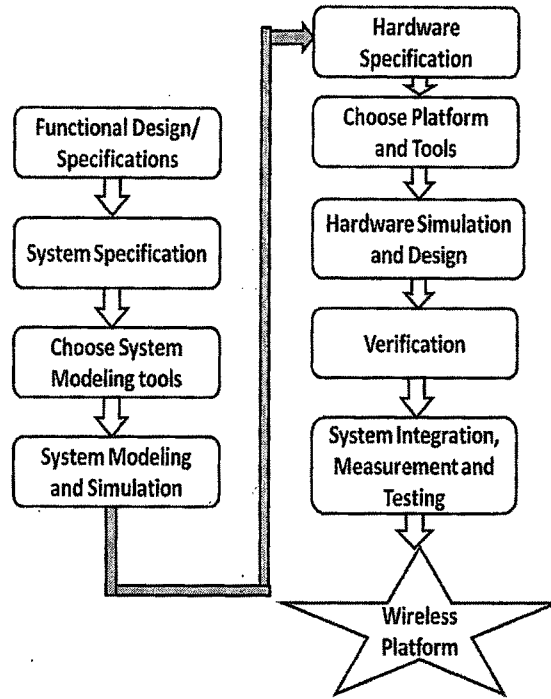 Functional Design/
Specifications
System Specification
Choose System
Modeling tools
System Modeling
and Simulation
Hardware
Specification
Choose Platform
and Tools
Hardware Simulation
and Design
Verification
System Integration,
Measurement and
Testing
Wireless
Platform